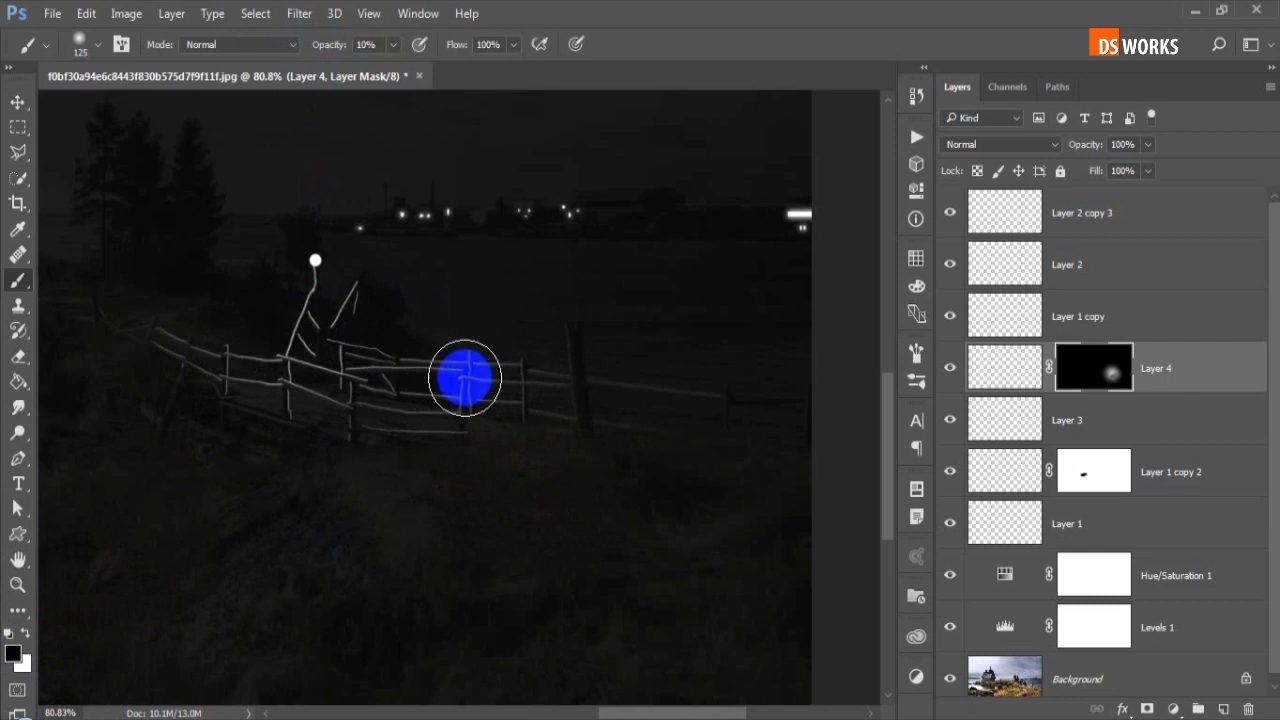 Ps File Edit Image Layer Type Select Filter 3D View Window Help
125 Mode: Normal Opacity: 10% Flow: 100%
DS WORKS
f0bf30a94e6c8443f830b575d7f9f11f.jpg @ 80.8% (Layer 4, Layer Mask/8) *
Layers Channels Paths
Kind
Normal Opacity: 100%
Lock: Fill: 100%
Layer 2 copy 3
Layer 2
Layer 1 copy
Layer 4
Layer 3
Layer 1 copy 2
Layer 1
Hue/Saturation 1
Levels 1
Background
80.83% Doc: 10.1M/13.0M